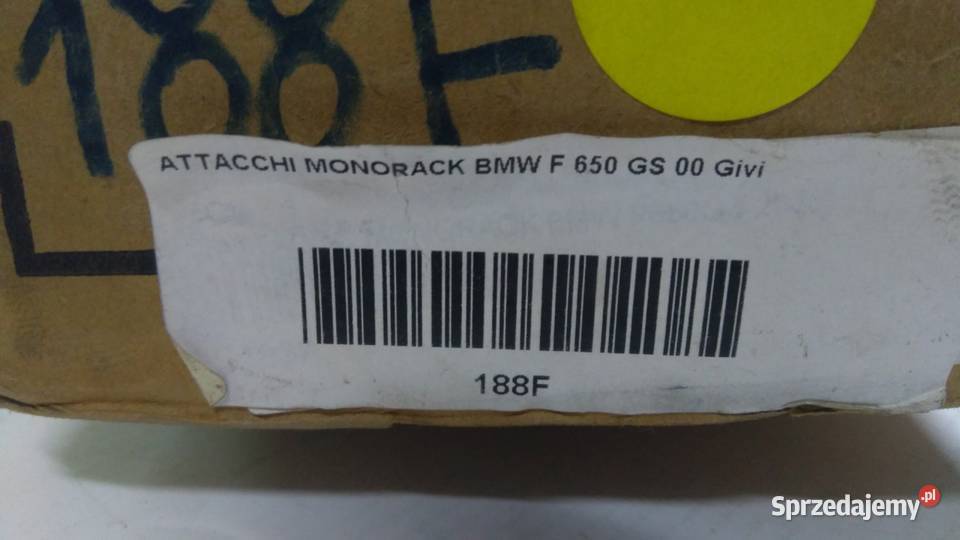 188F
ATTACCHI MONORACK BMW F 650 GS 00 Givi
188F
Sprzedajemy.pl